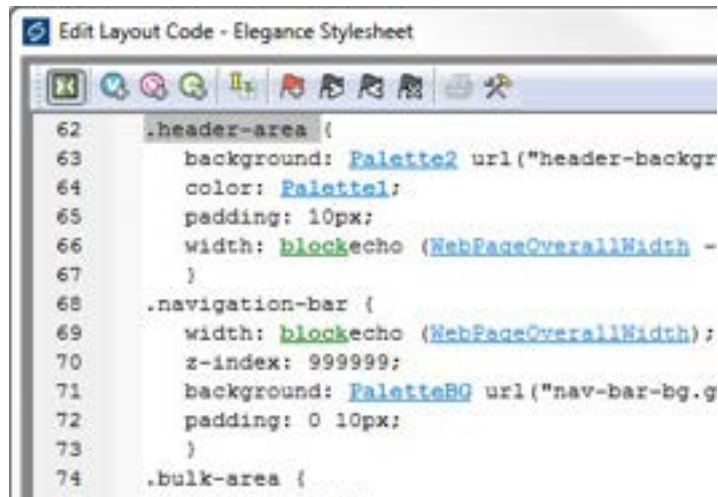 Edit Layout Code - Elegance Stylesheet
62 .header-area {
63 background: Palette2 url("header-backgr
64 color: Palette1;
65 padding: 10px;
66 width: blockecho (WebPageOverallWidth -
67 }
68 .navigation-bar {
69 width: blockecho (WebPageOverallWidth);
70 z-index: 999999;
71 background: PaletteBG url("nav-bar-bg.g
72 padding: 0 10px;
73 }
74 .bulk-area {